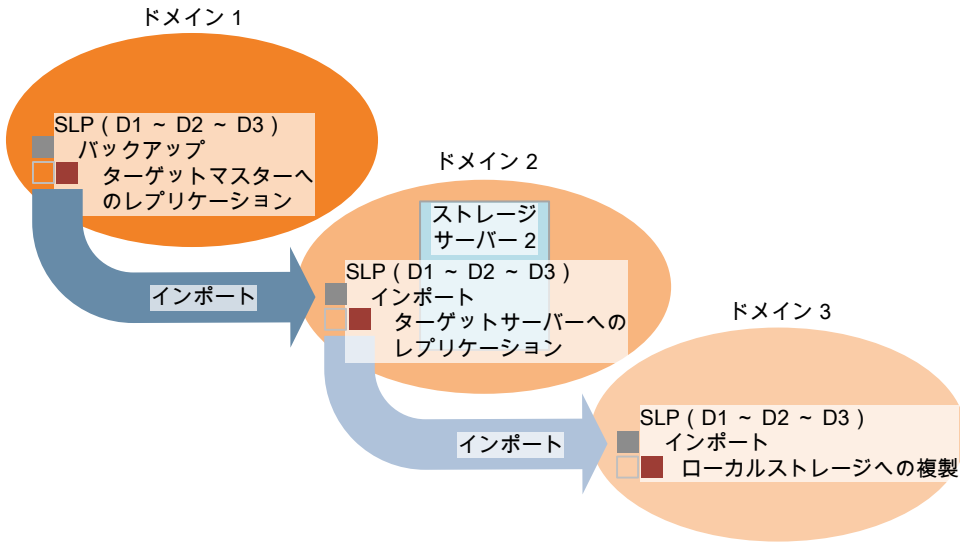 ドメイン 1
SLP ( D1 ~ D2 ~ D3 )
バックアップ
ターゲットマスターへ
のレプリケーション
インポート
ドメイン 2
ストレージ
サーバー 2
SLP ( D1 ~ D2 ~ D3 )
インポート
ターゲットサーバーへの
レプリケーション
インポート
ドメイン 3
SLP ( D1 ~ D2 ~ D3 )
インポート
ローカルストレージへの複製